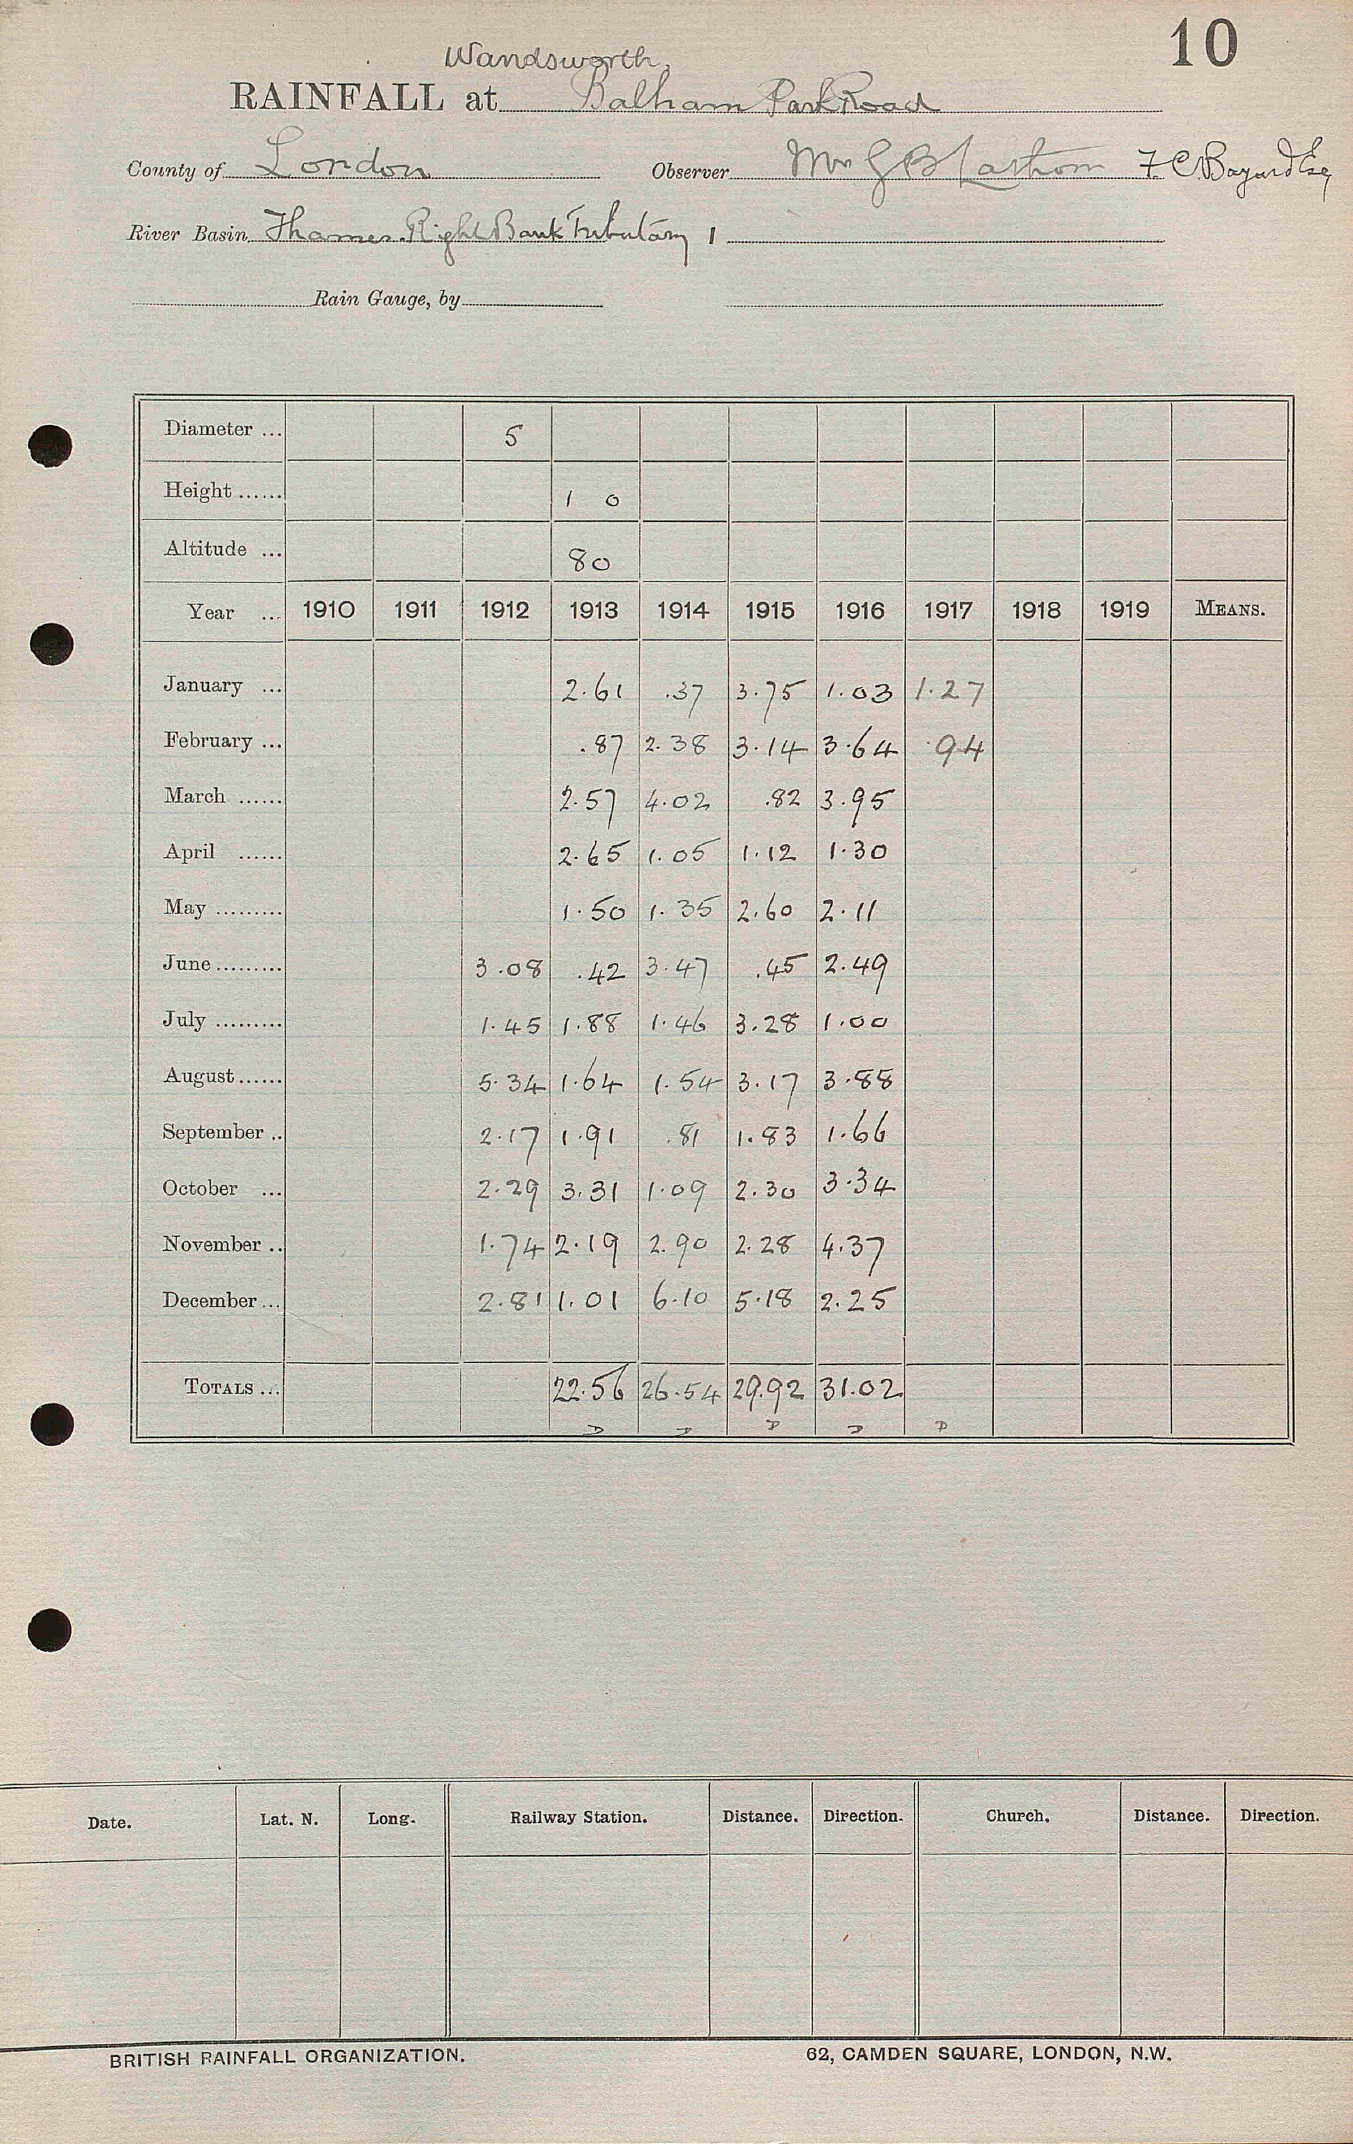 10
Wandsworth,
RAINFALL at Balham Park Road
County of London Observer Mr G B F. C. Bayard Esq
River Basin Thames Right Bank Tributary 1
Rain Gauge, by
Diameter ... 5
Height ...... 1 0
Altitude ... 80
Year ... 1910 1911 1912 1913 1914 1915 1916 1917 1918 1919 MEANS.
January ... 2.61 .37 3.75 1.03 1.27
February ... .87 2.38 3.14 3.64 .94
March ...... 2.57 4.02 .82 3.95
April ...... 2.65 1.05 1.12 1.30
May ......... 1.50 1.35 2.60 2.11
June ......... 3.08 .42 3.47 .45 2.49
July ......... 1.45 1.88 1.46 3.28 1.00
August ...... 5.34 1.64 1.54 3.17 3.88
September .. 2.17 1.91 .81 1.83 1.66
October ... 2.29 3.31 1.09 2.30 3.34
November .. 1.74 2.19 2.90 2.28 4.37
December ... 2.81 1.01 6.10 5.18 2.25
TOTALS ... 22.56 26.54 29.92 31.02
Date. Lat. N. Long. Railway Station. Distance. Direction. Church. Distance. Direction.
BRITISH RAINFALL ORGANIZATION. 62, CAMDEN SQUARE, LONDON, N.W.